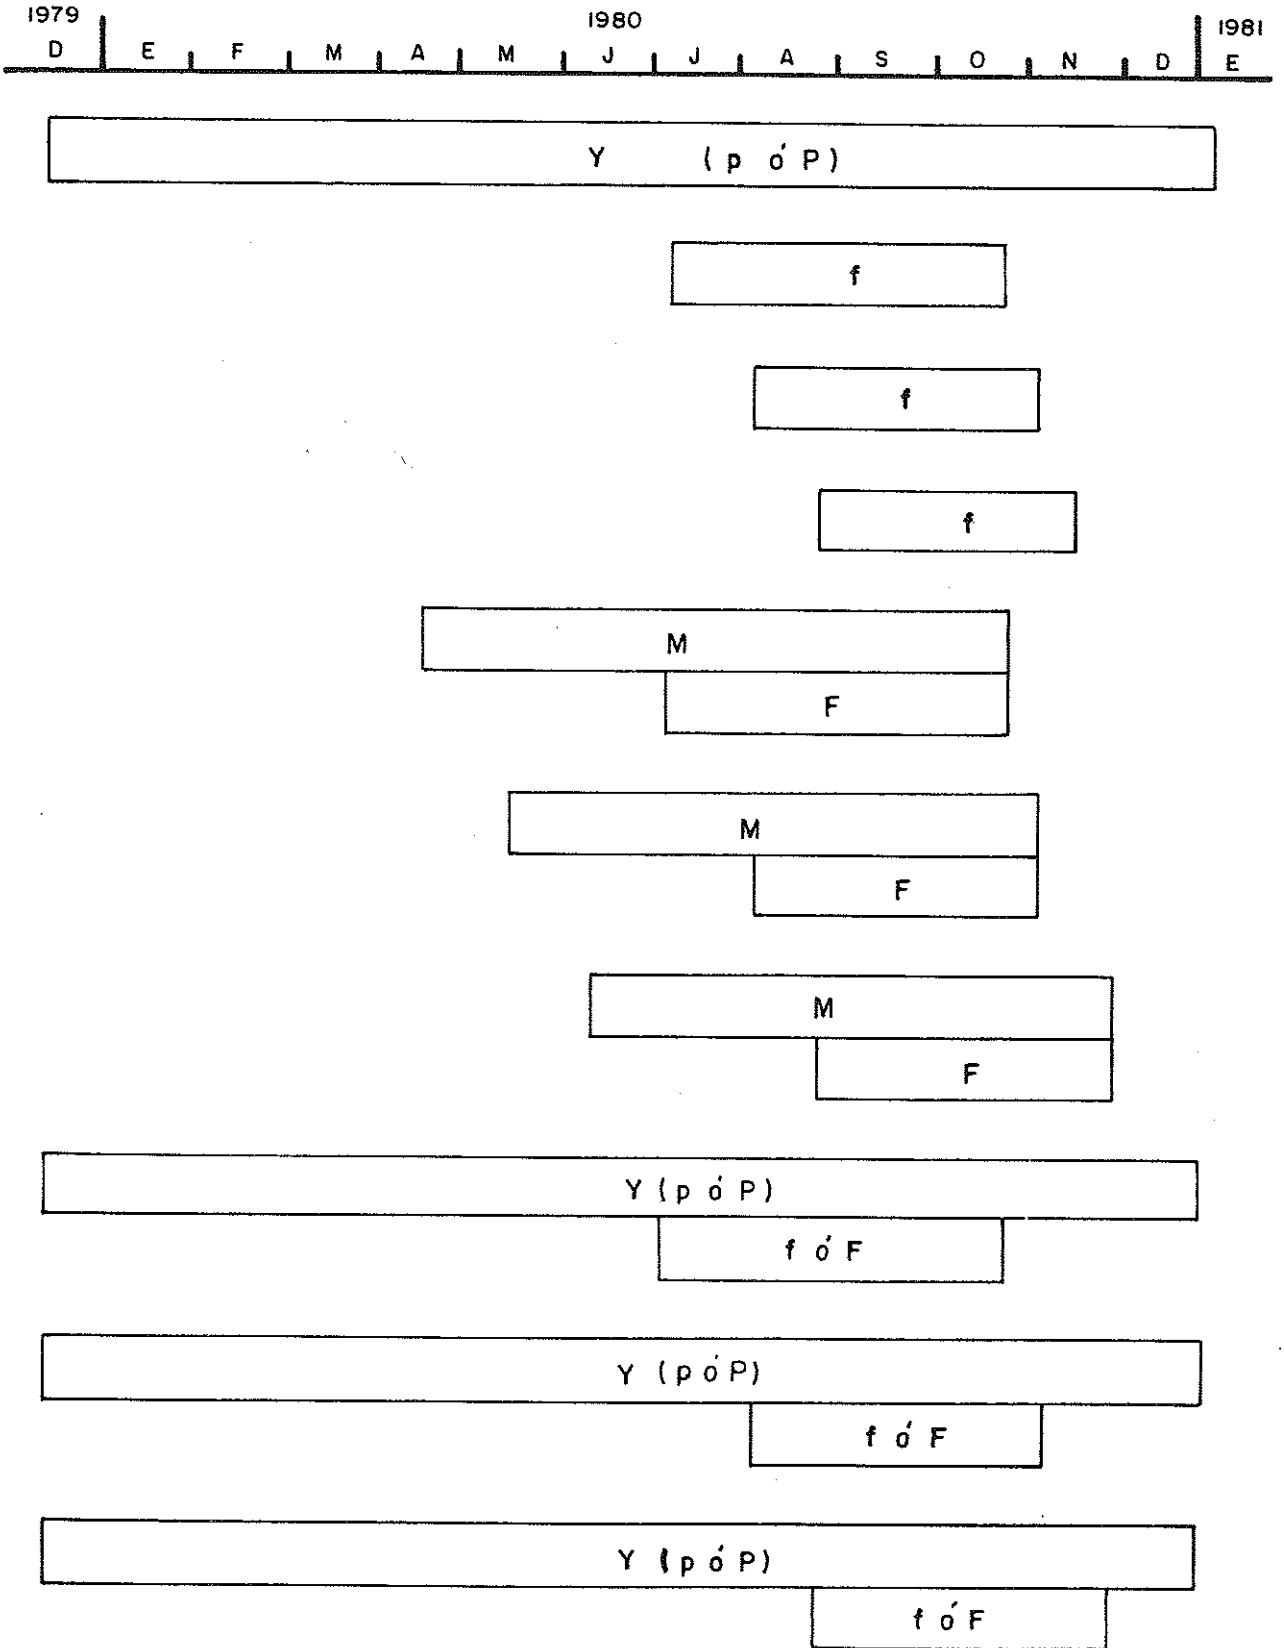 1979 1980 1981
D E F M A M J J A S O N D E
Y (p ó P)
f
f
f
M
F
M
F
M
F
Y (p ó P)
f ó F
Y (p ó P)
f ó F
Y (p ó P)
f ó F